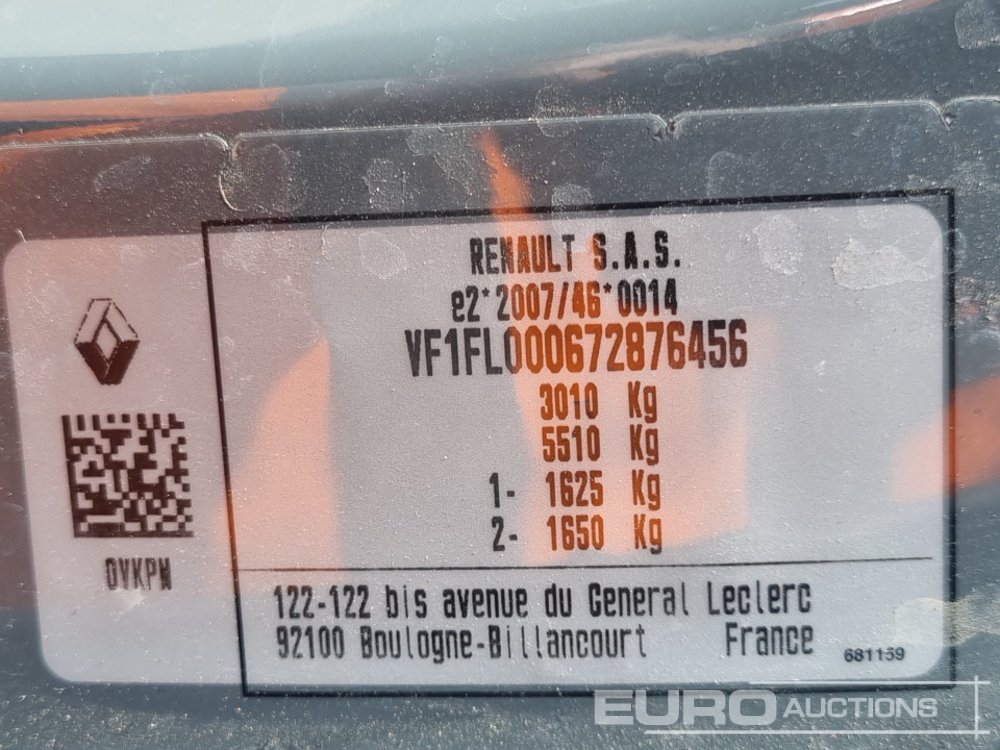 RENAULT S.A.S.
e2*2007/46*0014
VF1FL000672876456
3010 Kg
5510 Kg
1- 1625 Kg
2- 1650 Kg
OVKPN
122-122 bis avenue du General Leclerc
92100 Boulogne-Billancourt France
681159
EURO AUCTIONS